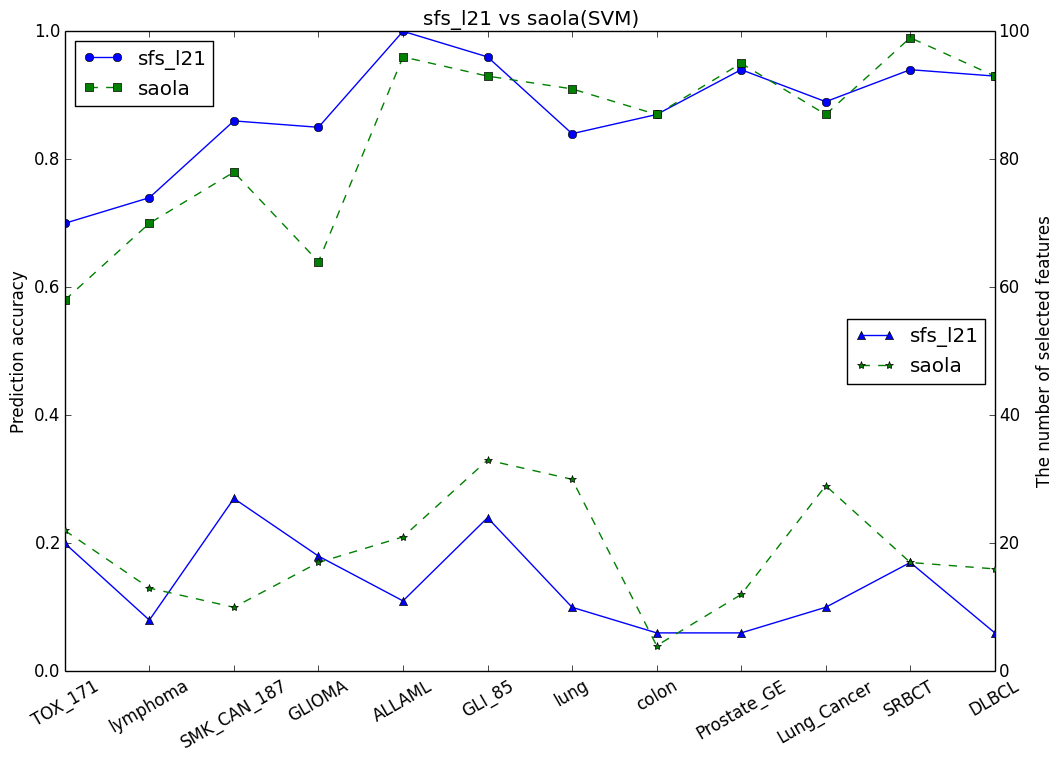 sfs_l21 vs saola(SVM)
sfs_l21
saola
sfs_l21
saola
Prediction accuracy
1.0
0.8
0.6
0.4
0.2
0.0
The number of selected features
100
80
60
40
20
0
TOX_171
lymphoma
SMK_CAN_187
GLIOMA
ALLAML
GLI_85
lung
colon
Prostate_GE
Lung_Cancer
SRBCT
DLBCL